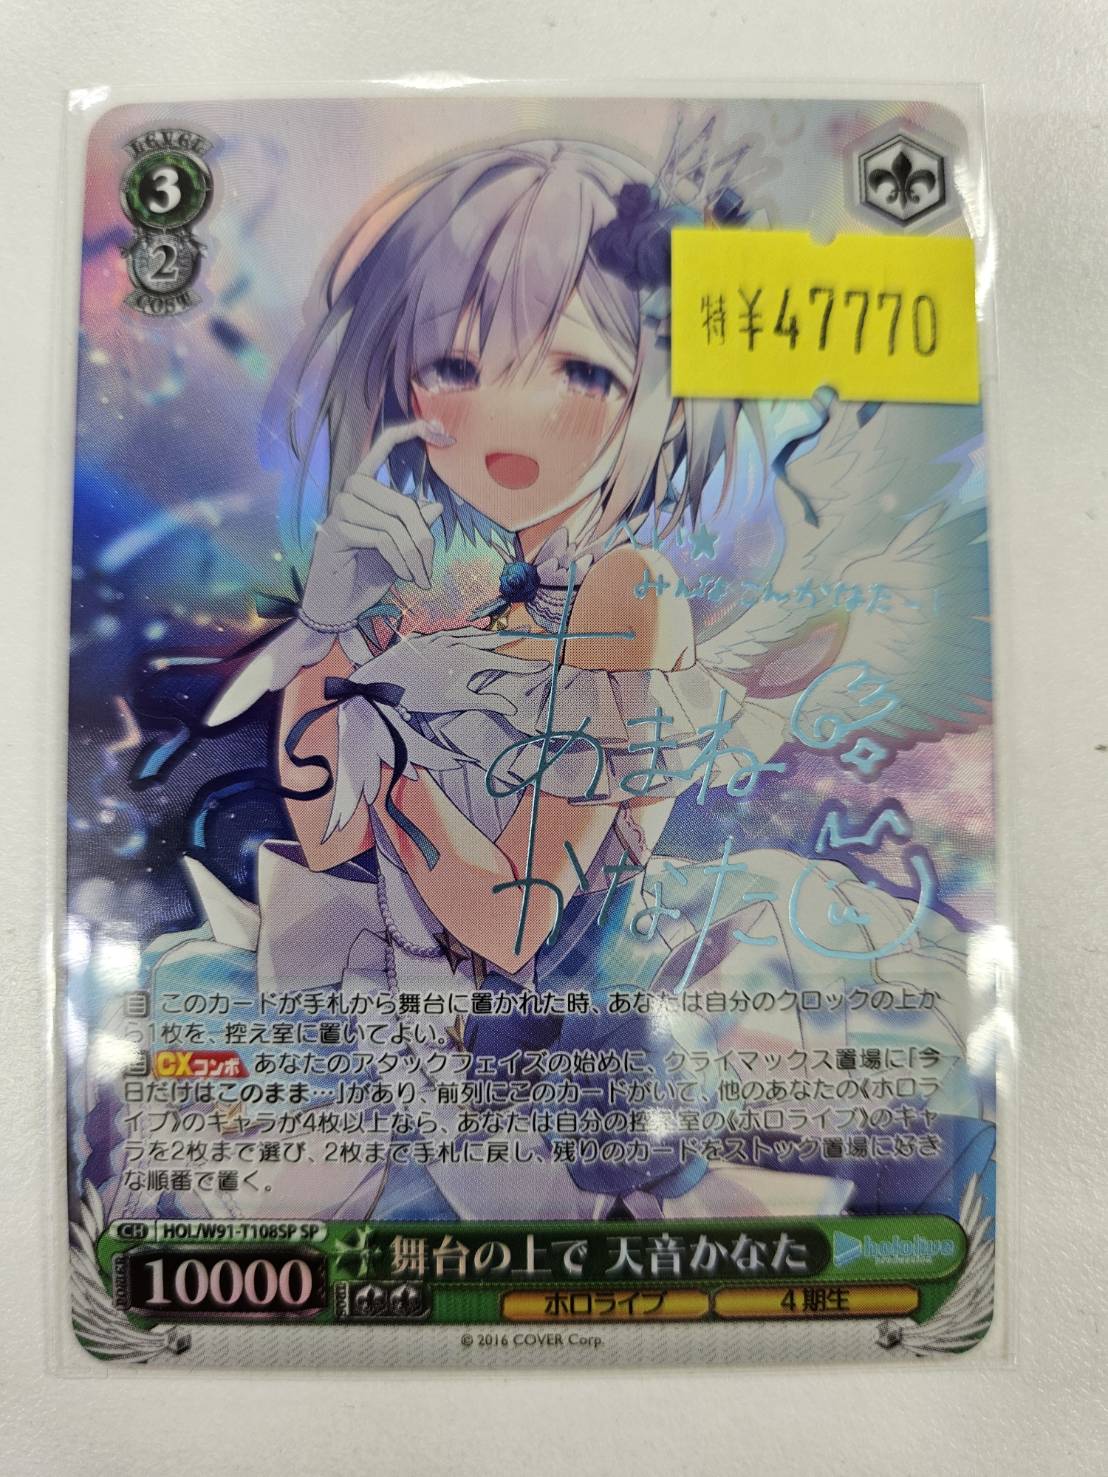 LEVEL
3
2
COST
特 ¥47770
へい★
みんなこんかなたー!
あまね
かなた
自 このカードが手札から舞台に置かれた時、あなたは自分のクロックの上か
ら1枚を、控え室に置いてよい。
自 CXコンボ あなたのアタックフェイズの始めに、クライマックス置場に「今
日だけはこのまま…」があり、前列にこのカードがいて、他のあなたの《ホロラ
イブ》のキャラが4枚以上なら、あなたは自分の控え室の《ホロライブ》のキャ
ラを2枚まで選び、2枚まで手札に戻し、残りのカードをストック置場に好き
な順番で置く。
CH HOL/W91-T108SP SP
POWER 10000 SOUL
舞台の上で 天音かなた
hololive
ホロライブ 4期生
© 2016 COVER Corp.